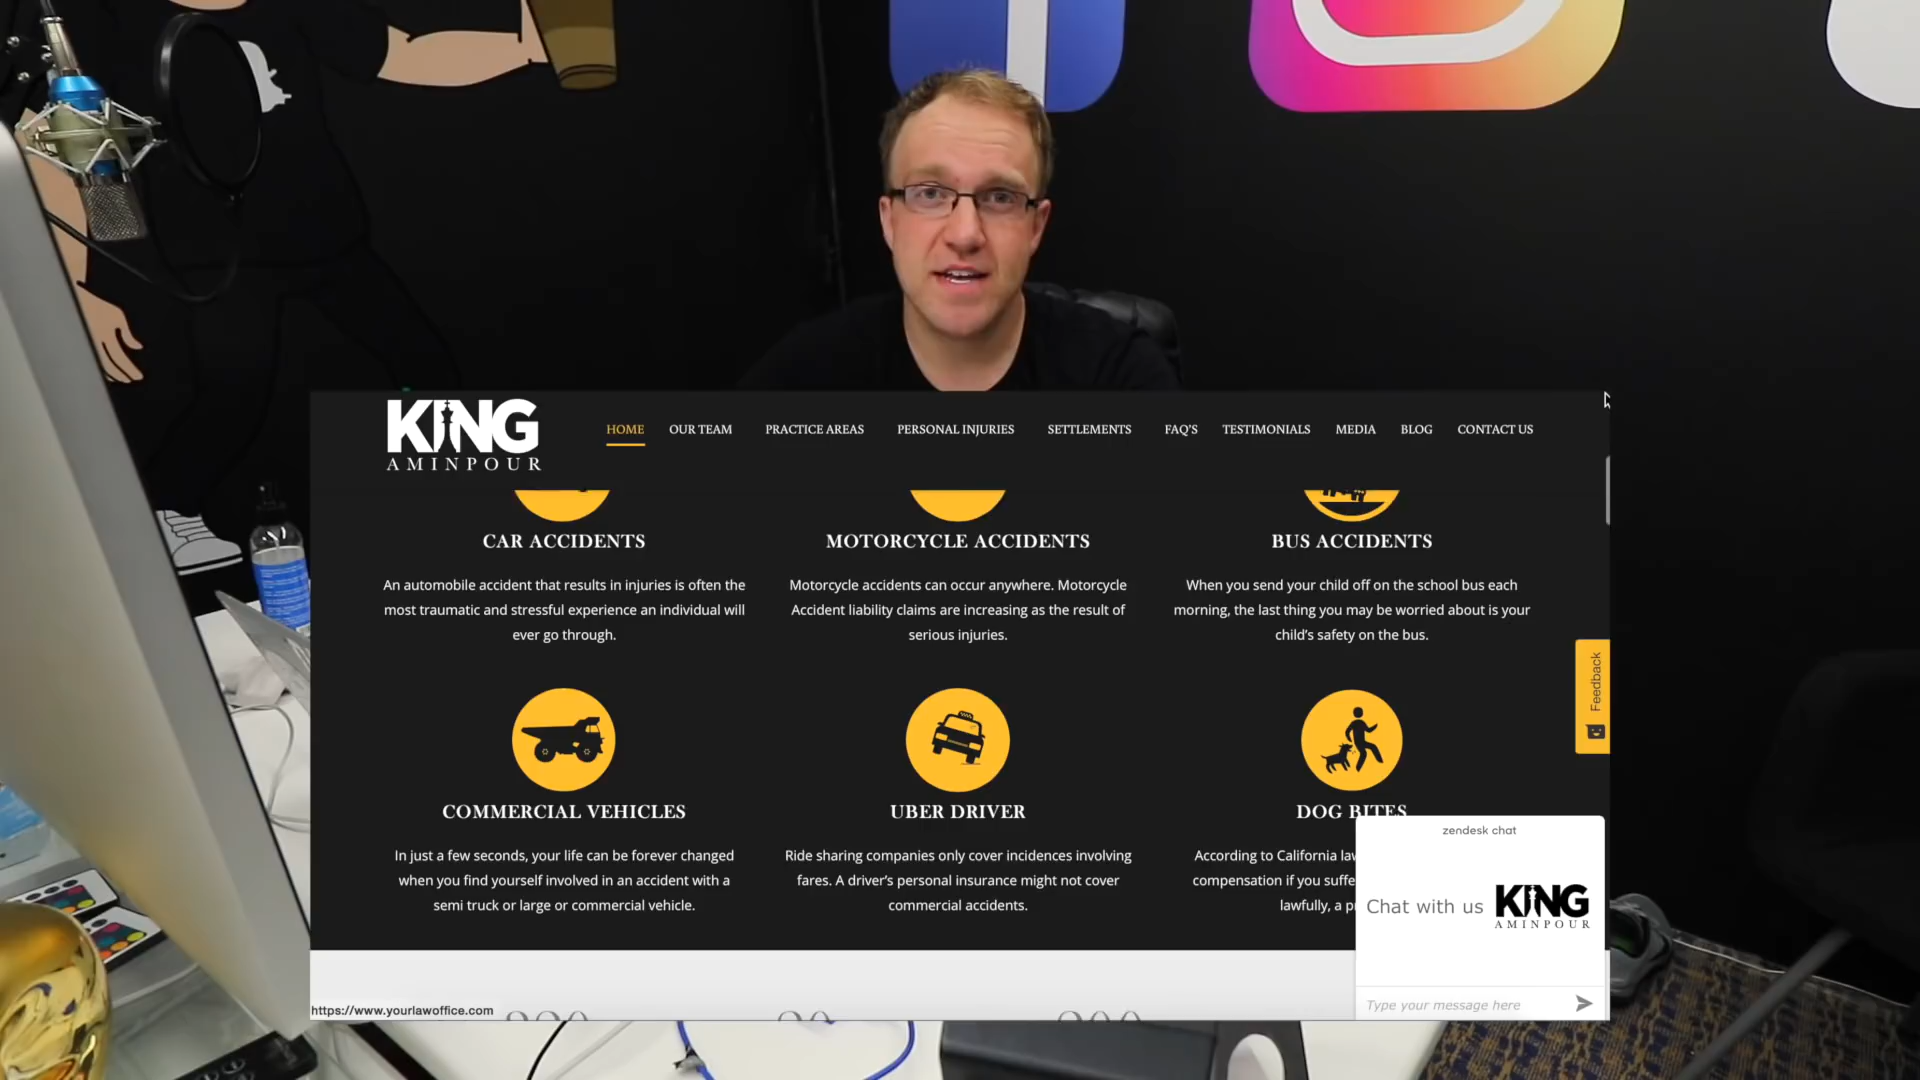 KING
AMINPOUR
HOME OUR TEAM PRACTICE AREAS PERSONAL INJURIES SETTLEMENTS FAQ'S TESTIMONIALS MEDIA BLOG CONTACT US
CAR ACCIDENTS
An automobile accident that results in injuries is often the
most traumatic and stressful experience an individual will
ever go through.
MOTORCYCLE ACCIDENTS
Motorcycle accidents can occur anywhere. Motorcycle
Accident liability claims are increasing as the result of
serious injuries.
BUS ACCIDENTS
When you send your child off on the school bus each
morning, the last thing you may be worried about is your
child's safety on the bus.
Feedback
COMMERCIAL VEHICLES
In just a few seconds, your life can be forever changed
when you find yourself involved in an accident with a
semi truck or large or commercial vehicle.
UBER DRIVER
Ride sharing companies only cover incidences involving
fares. A driver's personal insurance might not cover
commercial accidents.
DOG BITES
According to California
compensation if you
lawfully, a
zendesk chat
Chat with us KING
AMINPOUR
Type your message here
https://www.yourlawoffice.com